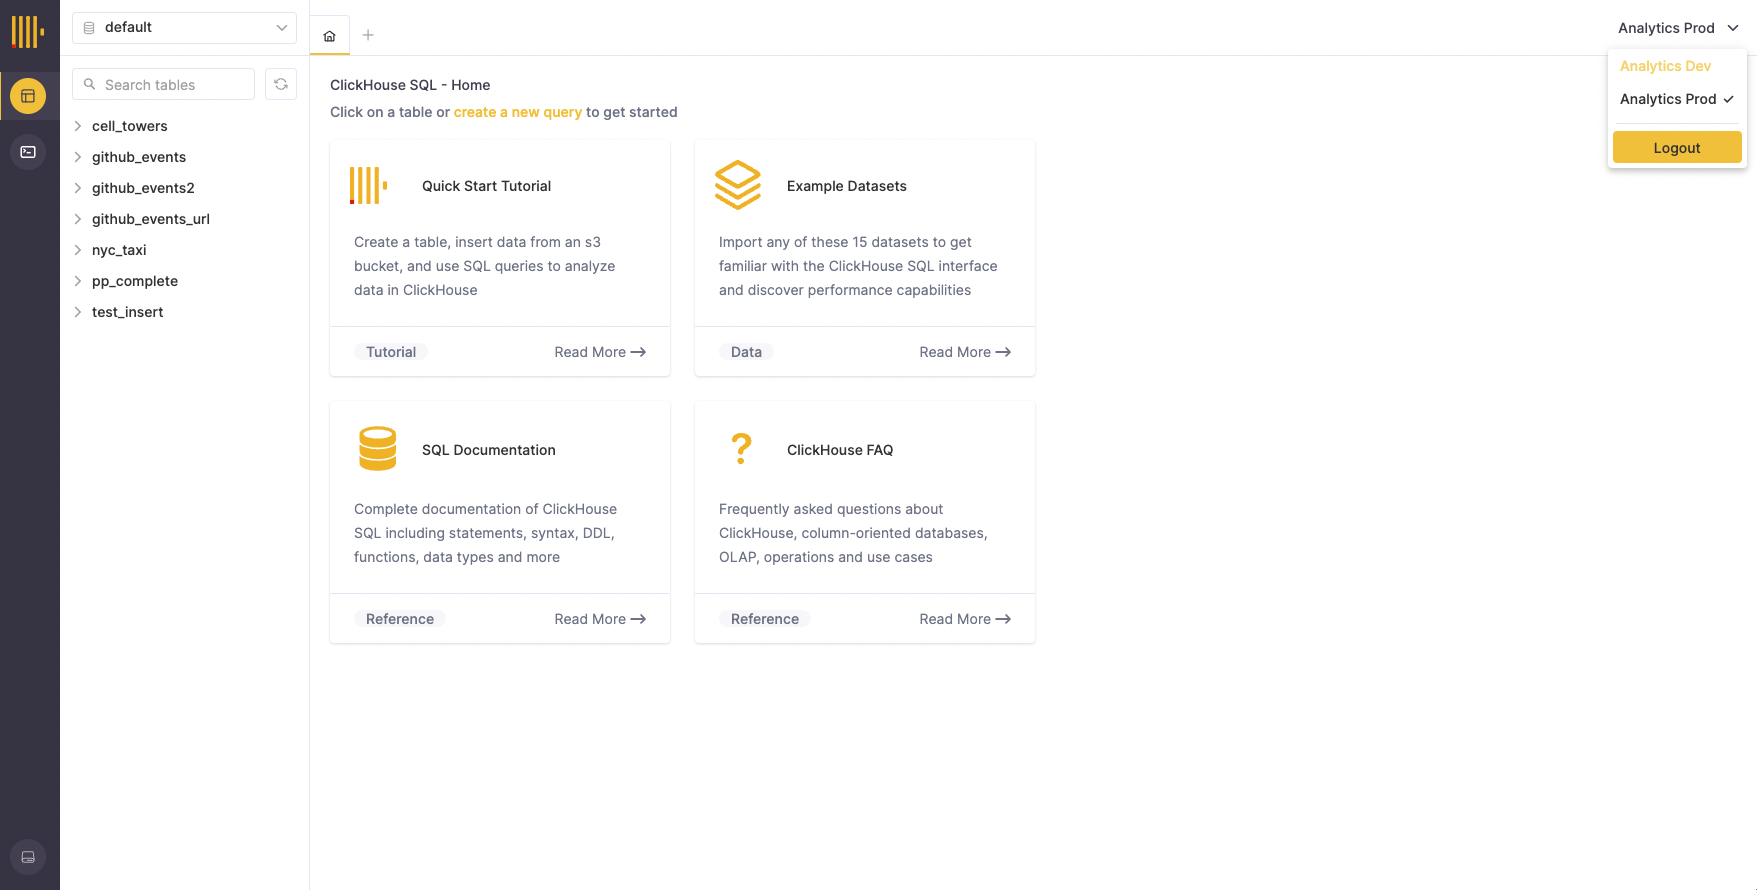 default
Search tables
cell_towers
github_events
github_events2
github_events_url
nyc_taxi
pp_complete
test_insert
Analytics Prod
Analytics Dev
Analytics Prod
Logout
ClickHouse SQL - Home
Click on a table or create a new query to get started
Quick Start Tutorial
Create a table, insert data from an s3
bucket, and use SQL queries to analyze
data in ClickHouse
Tutorial
Read More
Example Datasets
Import any of these 15 datasets to get
familiar with the ClickHouse SQL interface
and discover performance capabilities
Data
Read More
SQL Documentation
Complete documentation of ClickHouse
SQL including statements, syntax, DDL,
functions, data types and more
Reference
Read More
ClickHouse FAQ
Frequently asked questions about
ClickHouse, column-oriented databases,
OLAP, operations and use cases
Reference
Read More